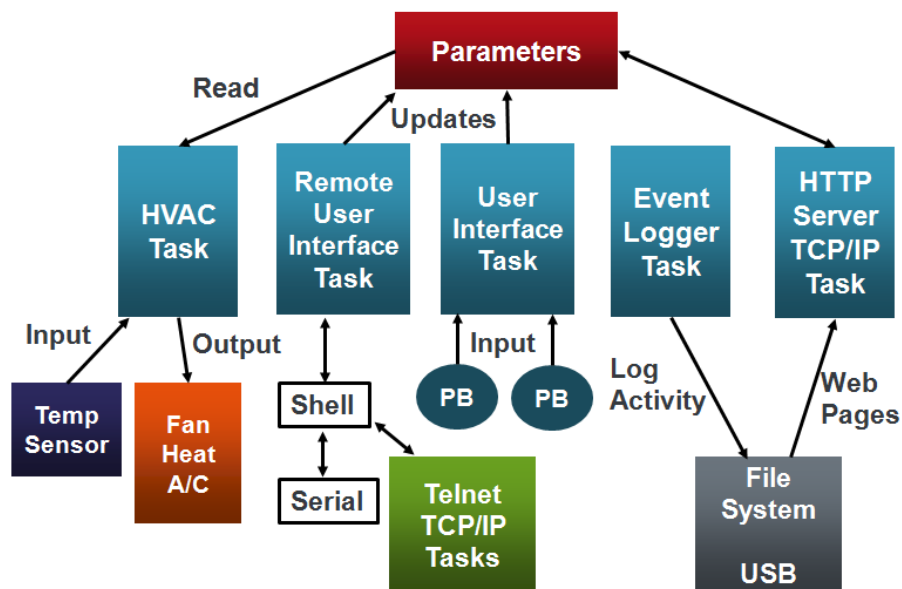 Parameters
Read
Updates
HVAC
Task
Remote
User
Interface
Task
User
Interface
Task
Event
Logger
Task
HTTP
Server
TCP/IP
Task
Input
Output
Input
Log
Activity
Web
Pages
Temp
Sensor
Fan
Heat
A/C
Shell
Serial
PB
PB
Telnet
TCP/IP
Tasks
File
System
USB